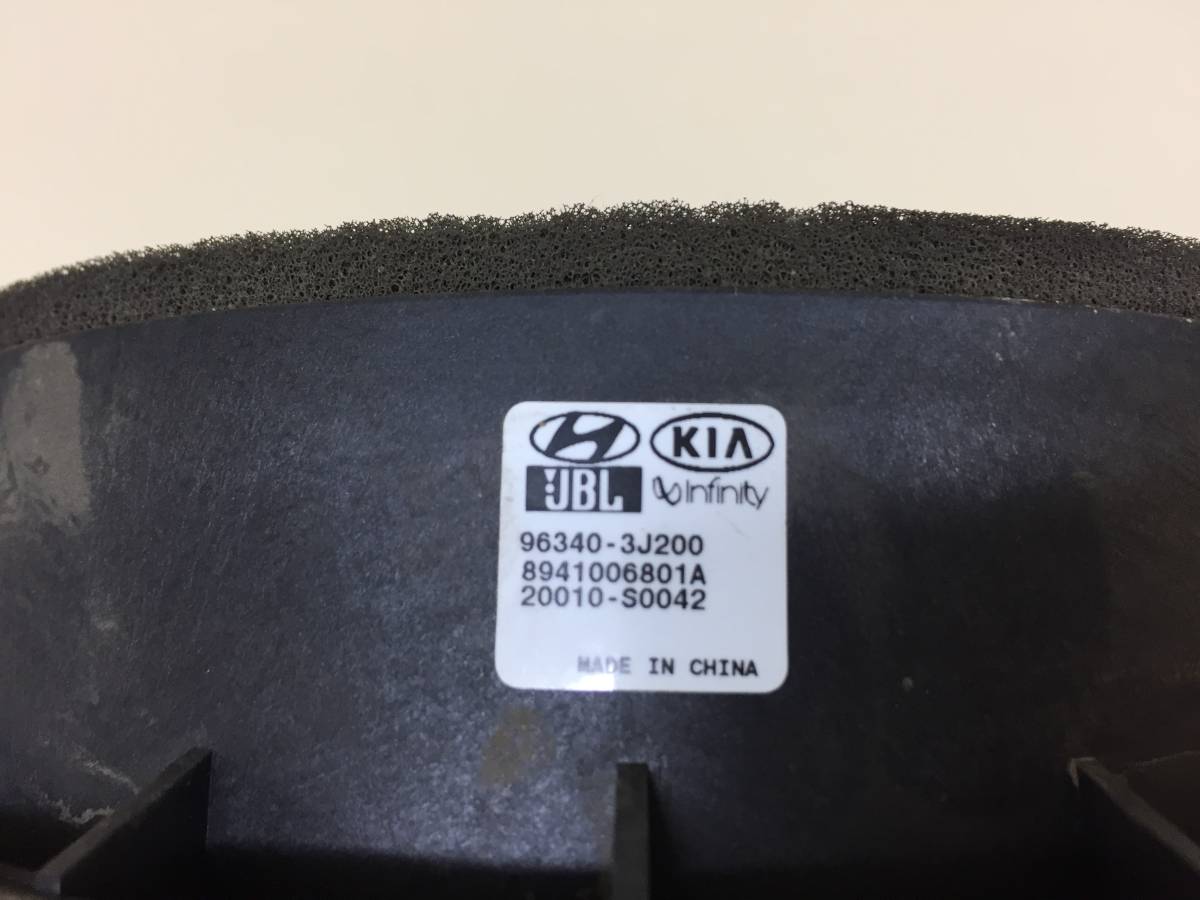 KIA
JBL Infinity
96340-3J200
8941006801A
20010-S0042
MADE IN CHINA